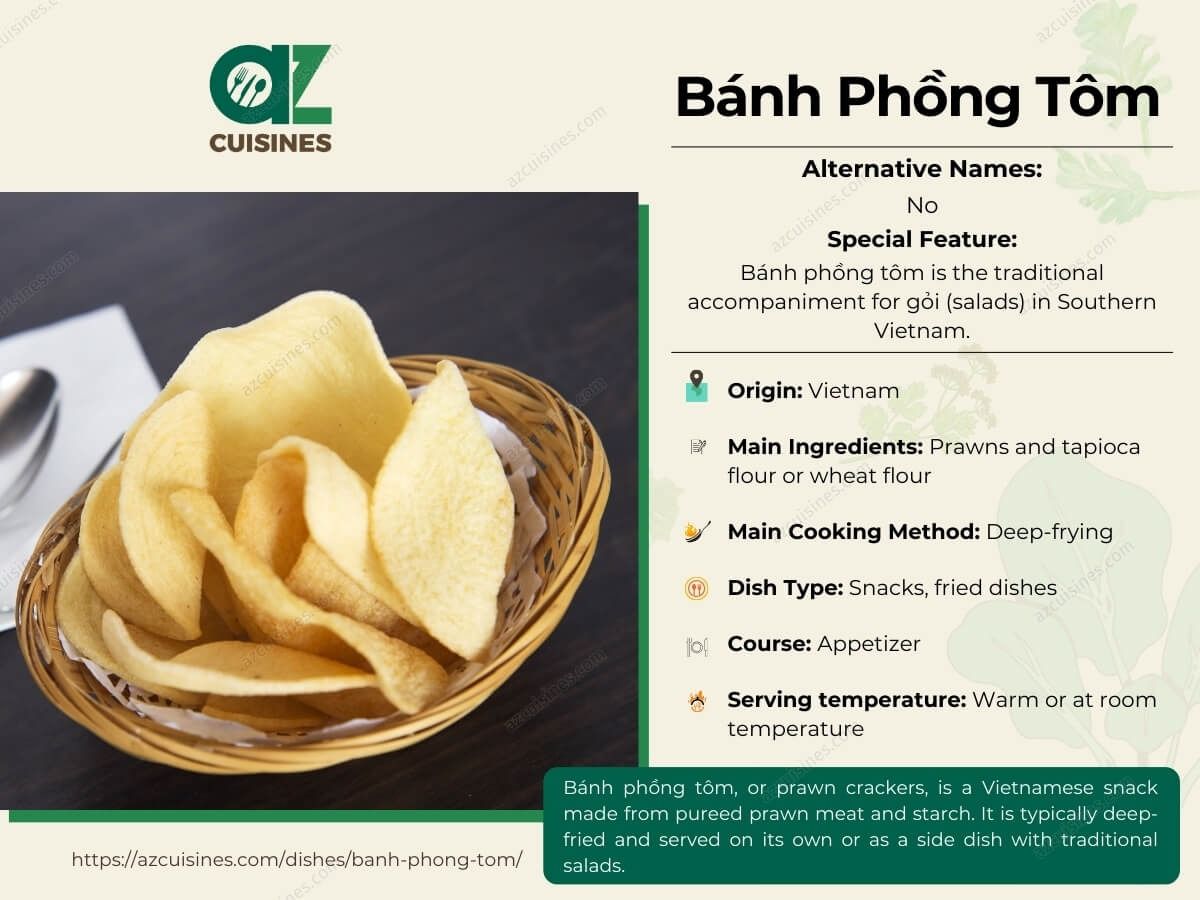 az
CUISINES
Bánh Phồng Tôm
Alternative Names:
No
Special Feature:
Bánh phồng tôm is the traditional
accompaniment for gỏi (salads) in Southern
Vietnam.
Origin: Vietnam
Main Ingredients: Prawns and tapioca
flour or wheat flour
Main Cooking Method: Deep-frying
Dish Type: Snacks, fried dishes
Course: Appetizer
Serving temperature: Warm or at room
temperature
Bánh phồng tôm, or prawn crackers, is a Vietnamese snack
made from pureed prawn meat and starch. It is typically deep-
fried and served on its own or as a side dish with traditional
salads.
https://azcuisines.com/dishes/banh-phong-tom/
azcuisines.com